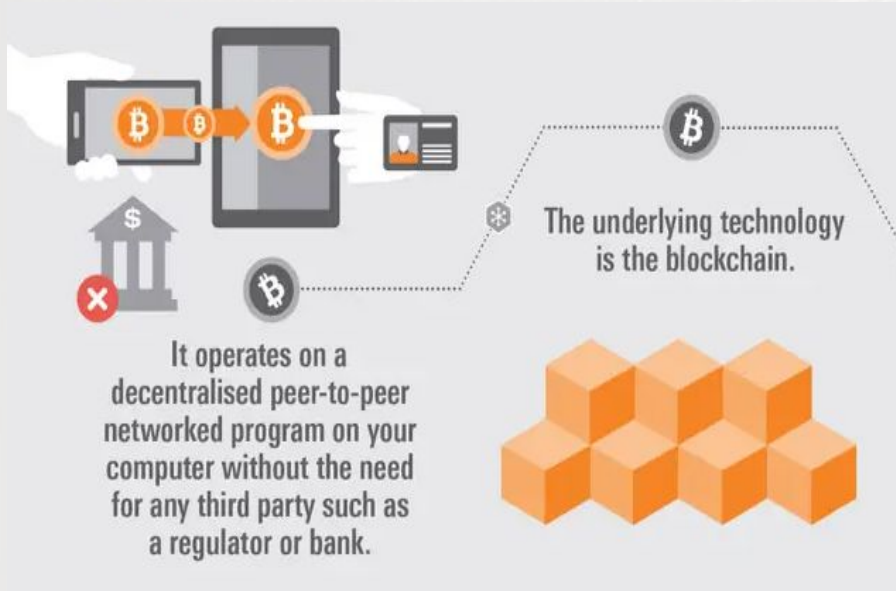 $
It operates on a
decentralised peer-to-peer
networked program on your
computer without the need
for any third party such as
a regulator or bank.
The underlying technology
is the blockchain.